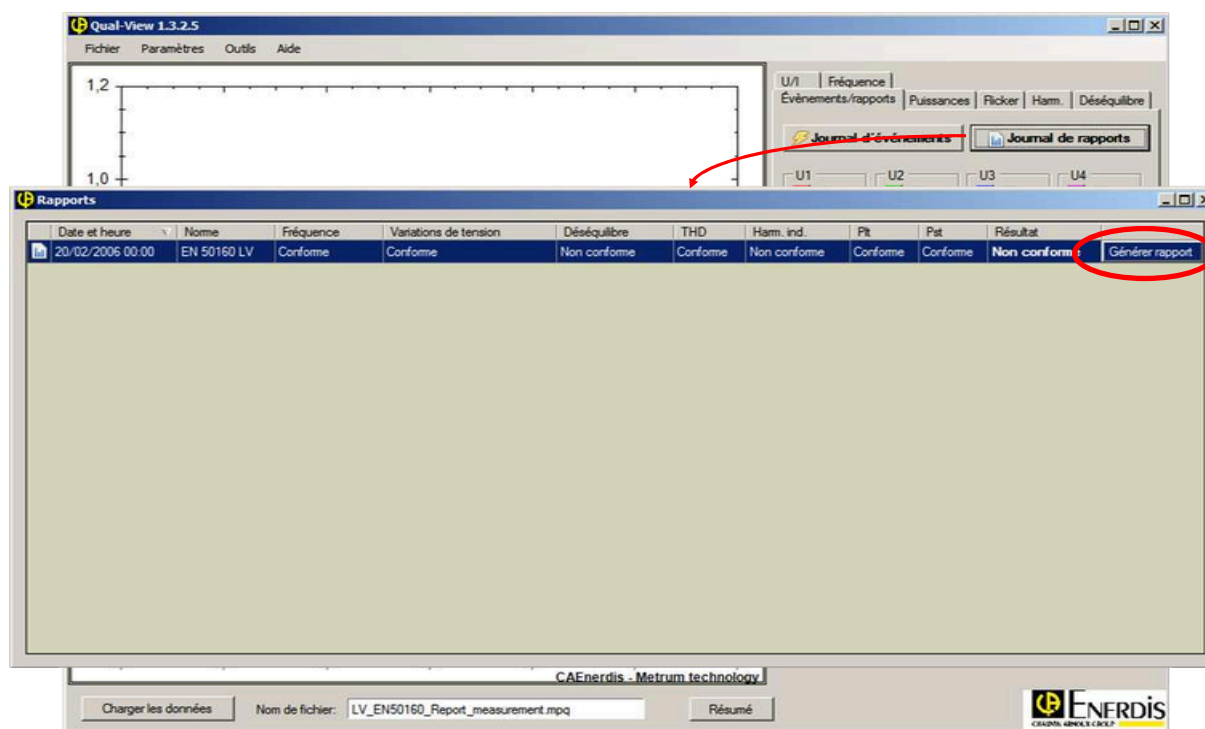 Qual-View 1.3.2.5
Fichier Paramètres Outils Aide
1,2
U/I Fréquence
Évènements/rapports Puissances Flicker Harm. Déséquilibre
Journal d'événements Journal de rapports
1,0
U1 U2 U3 U4
Rapports
Date et heure Norme Fréquence Variations de tension Déséquilibre THD Harm. ind. Plt Pst Résultat
20/02/2006 00:00 EN 50160 LV Conforme Conforme Non conforme Conforme Non conforme Conforme Conforme Non conforme Générer rapport
CAEnerdis - Metrum technology
Charger les données Nom de fichier: LV_EN50160_Report_measurement.mpq Résumé
ENERDIS
CHAUVIN ARNOUX GROUP